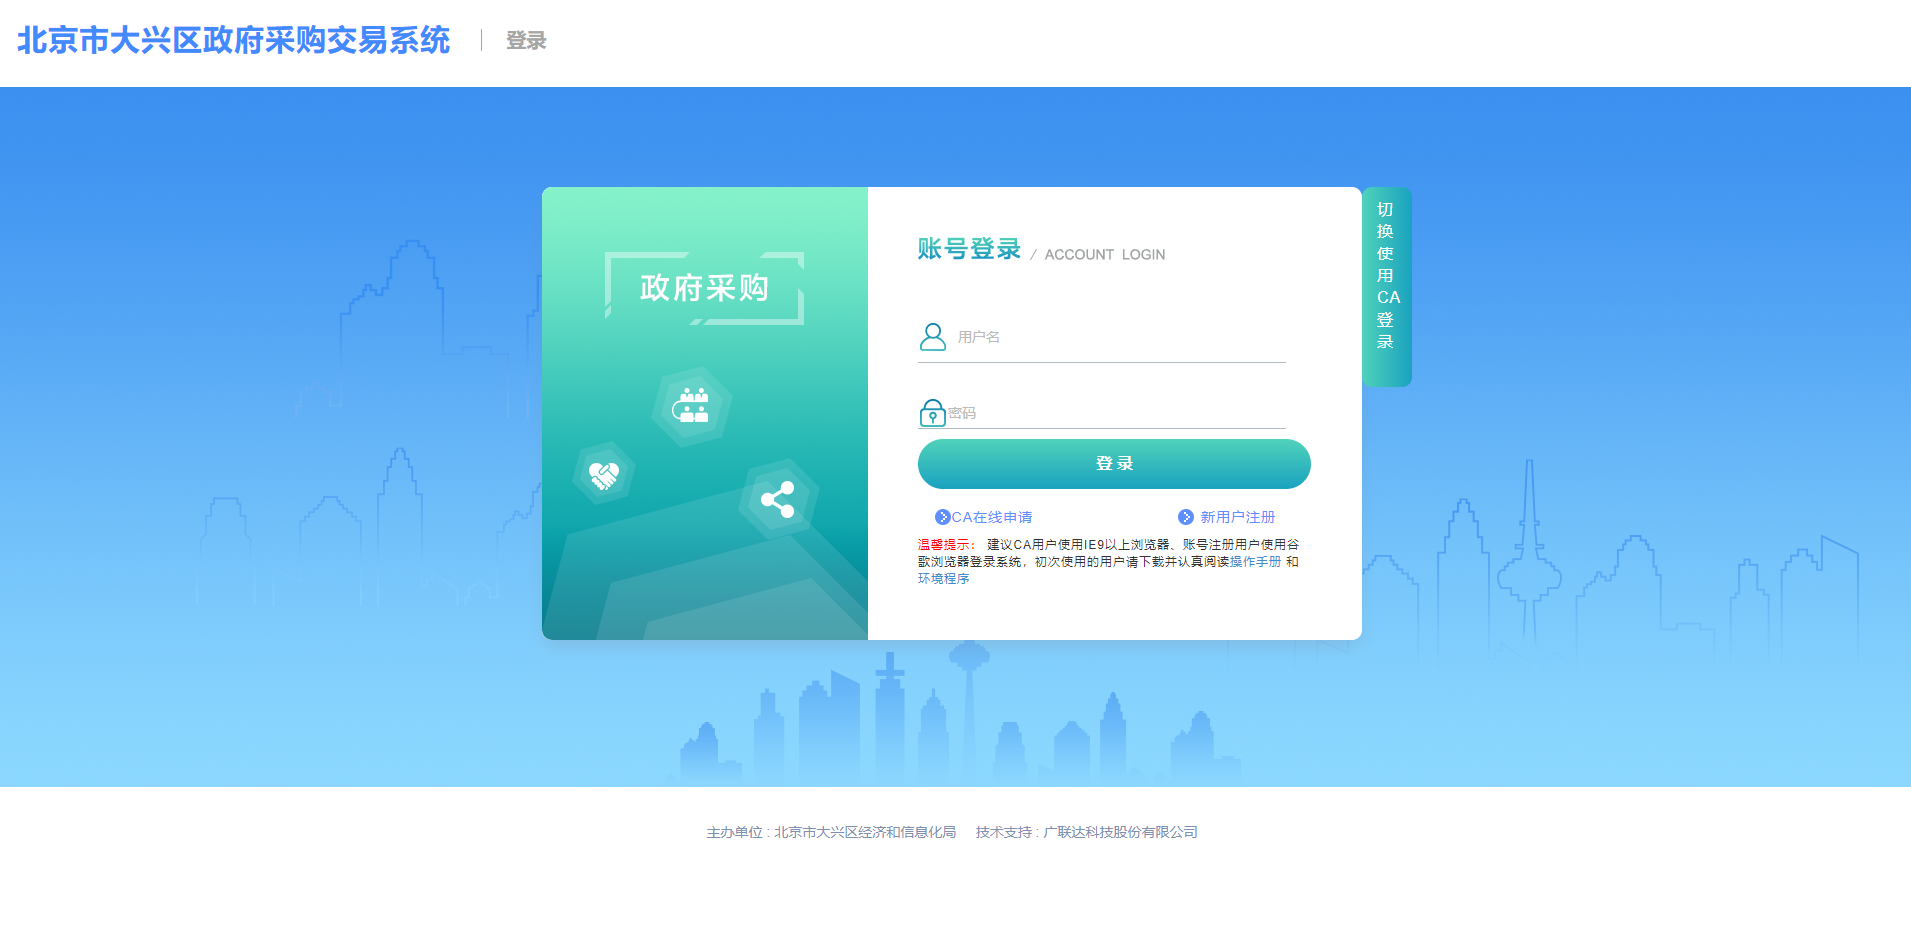 北京市大兴区政府采购交易系统
登录
政府采购
账号登录 / ACCOUNT LOGIN
用户名
密码
登录
CA在线申请
新用户注册
温馨提示： 建议CA用户使用IE9以上浏览器、账号注册用户使用谷
歌浏览器登录系统，初次使用的用户请下载并认真阅读操作手册 和
环境程序
切
换
使
用
CA
登
录
主办单位 : 北京市大兴区经济和信息化局 技术支持 : 广联达科技股份有限公司